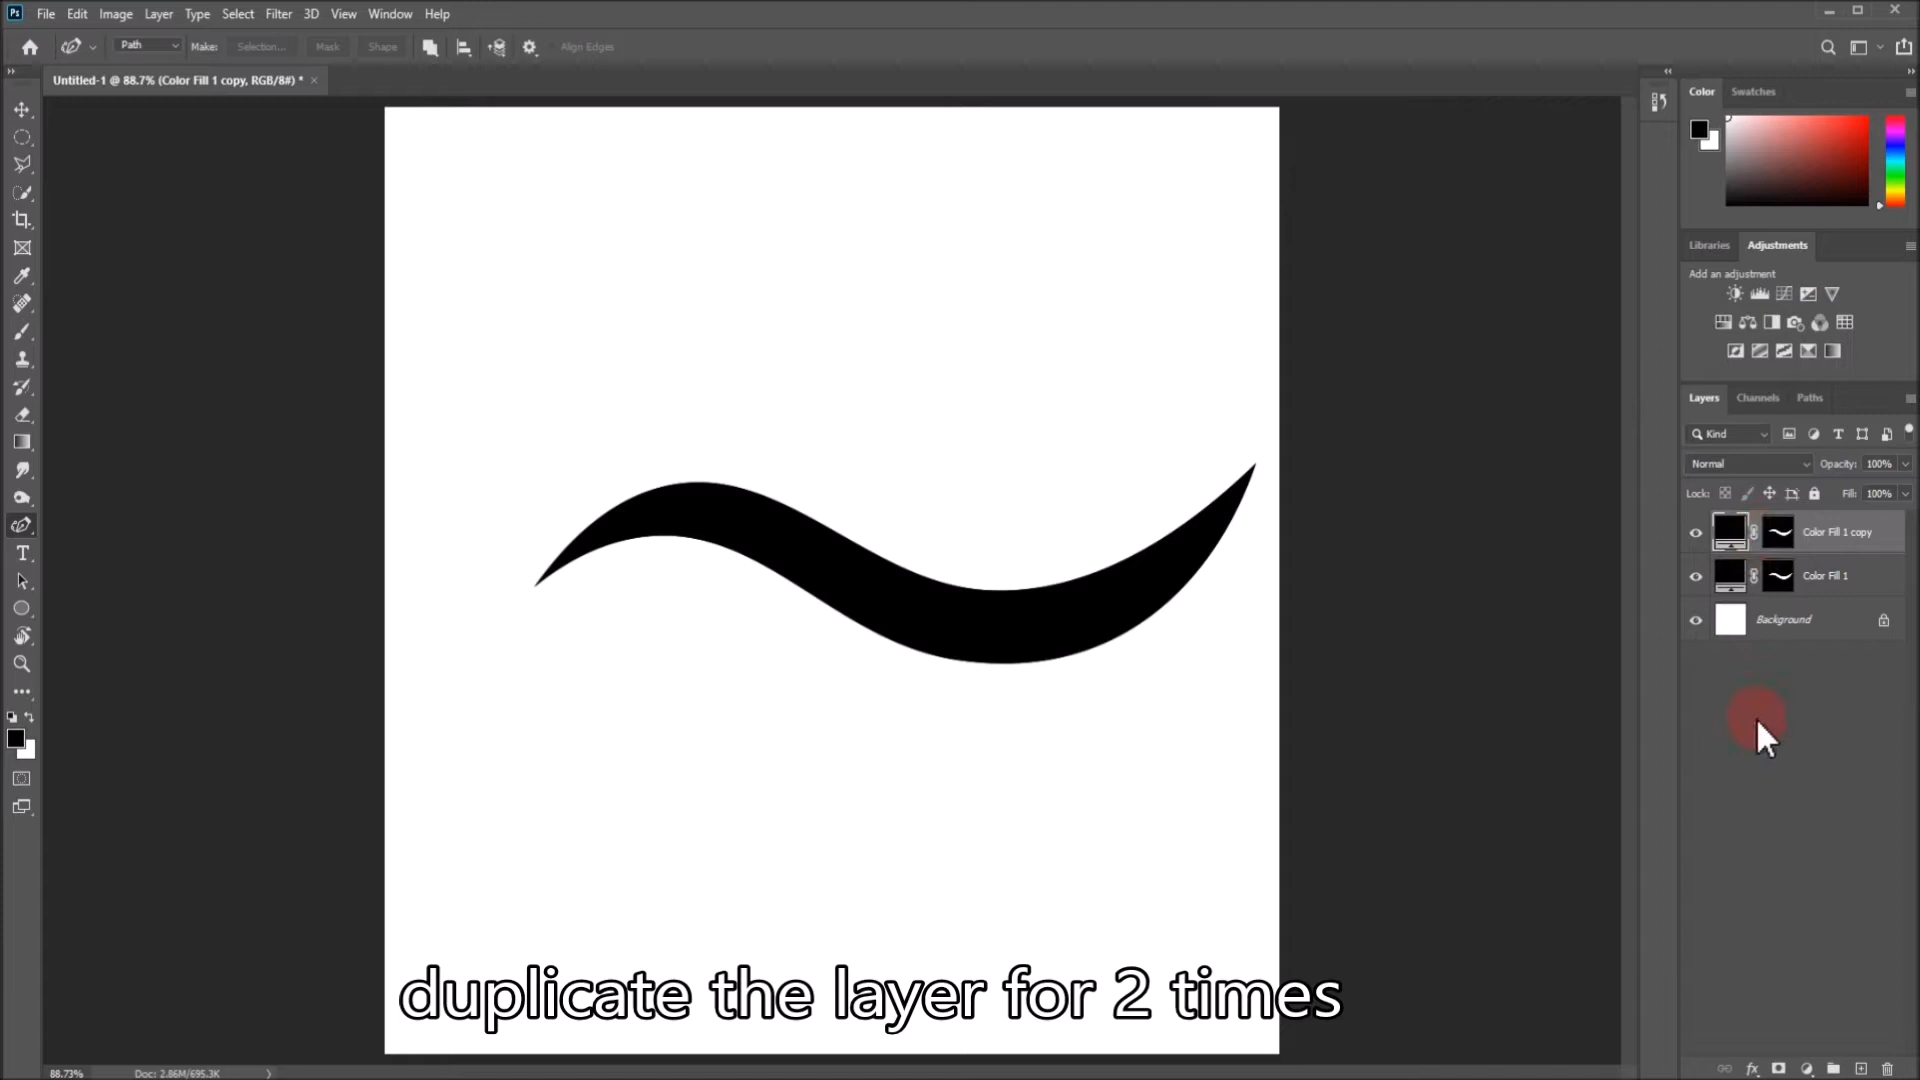 Ps File Edit Image Layer Type Select Filter 3D View Window Help
Path Make: Selection... Mask Shape Align Edges
Untitled-1 @ 88.7% (Color Fill 1 copy, RGB/8#) * ×
Color Swatches
Libraries Adjustments
Add an adjustment
Layers Channels Paths
Kind
Normal Opacity: 100%
Lock: Fill: 100%
Color Fill 1 copy
Color Fill 1
Background
duplicate the layer for 2 times
88.73% Doc: 2.86M/695.3K